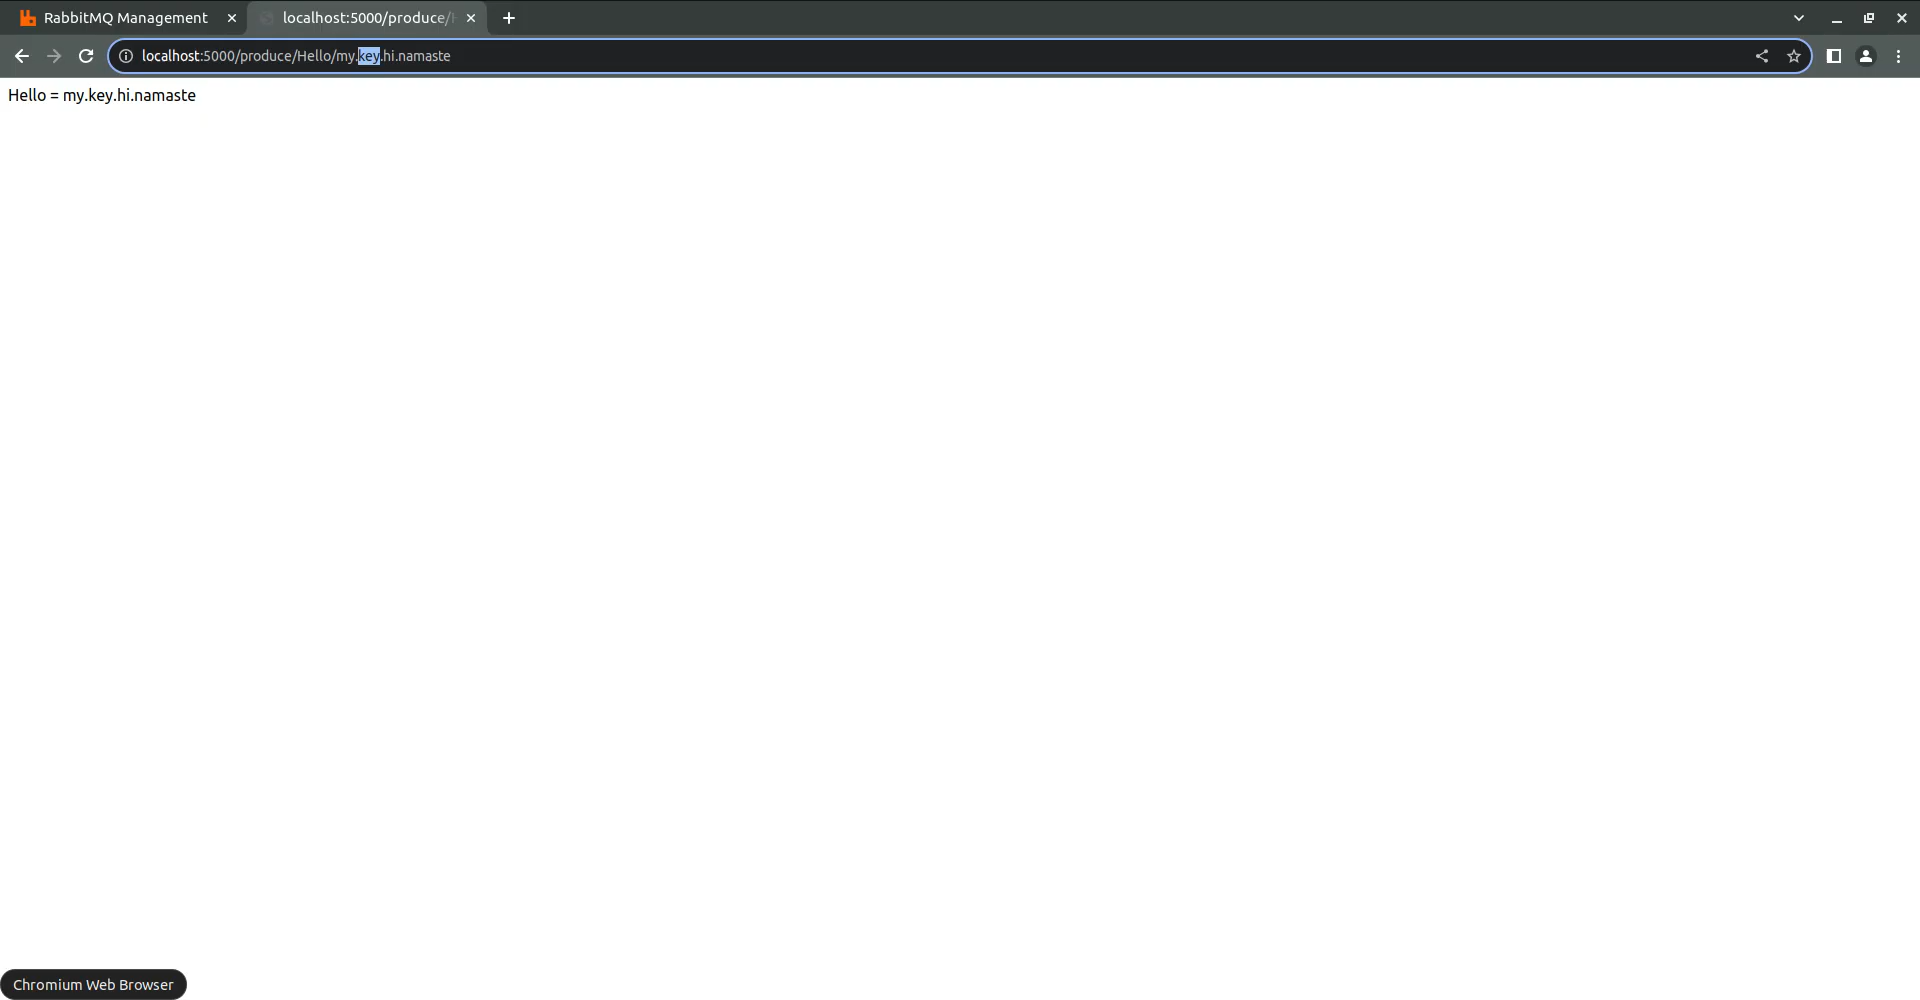 RabbitMQ Management
localhost:5000/produce/H
localhost:5000/produce/Hello/my.key.hi.namaste
Hello = my.key.hi.namaste
Chromium Web Browser